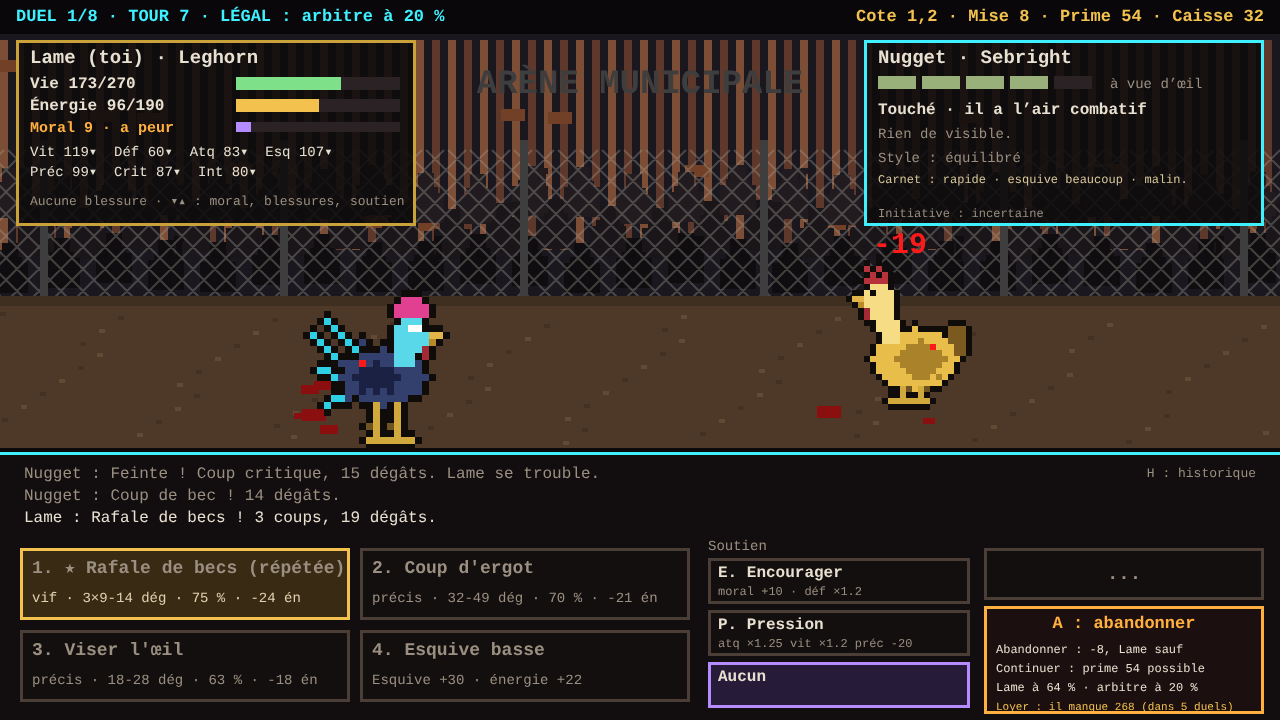 DUEL 1/8 · TOUR 7 · LÉGAL : arbitre à 20 %
Cote 1,2 · Mise 8 · Prime 54 · Caisse 32
ARÈNE MUNICIPALE
Lame (toi) · Leghorn
Vie 173/270
Énergie 96/190
Moral 9 · a peur
Vit 119▾ Déf 60▾ Atq 83▾ Esq 107▾
Préc 99▾ Crit 87▾ Int 80▾
Aucune blessure · ▾▴ : moral, blessures, soutien
Nugget · Sebright
à vue d’œil
Touché · il a l’air combatif
Rien de visible.
Style : équilibré
Carnet : rapide · esquive beaucoup · malin.
Initiative : incertaine
-19
Nugget : Feinte ! Coup critique, 15 dégâts. Lame se trouble.
Nugget : Coup de bec ! 14 dégâts.
Lame : Rafale de becs ! 3 coups, 19 dégâts.
H : historique
1. ★ Rafale de becs (répétée)
vif · 3×9-14 dég · 75 % · -24 én
2. Coup d'ergot
précis · 32-49 dég · 70 % · -21 én
3. Viser l'œil
précis · 18-28 dég · 63 % · -18 én
4. Esquive basse
Esquive +30 · énergie +22
Soutien
E. Encourager
moral +10 · déf ×1.2
P. Pression
atq ×1.25 vit ×1.2 préc -20
Aucun
...
A : abandonner
Abandonner : -8, Lame sauf
Continuer : prime 54 possible
Lame à 64 % · arbitre à 20 %
Loyer : il manque 268 (dans 5 duels)